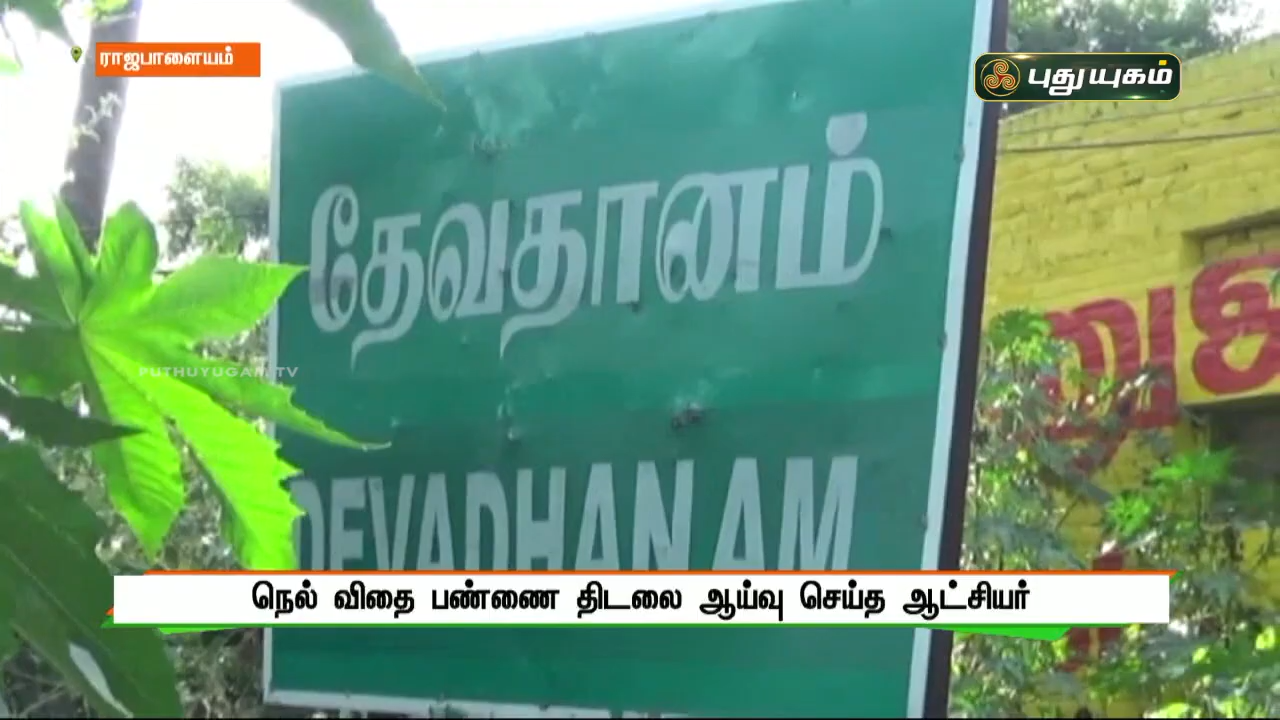 ராஜபாளையம்
புதுயுகம்
தேவதானம்
PUTHUYUGAM TV
DEVADHANAM
நெல் விதை பண்ணை திடலை ஆய்வு செய்த ஆட்சியர்